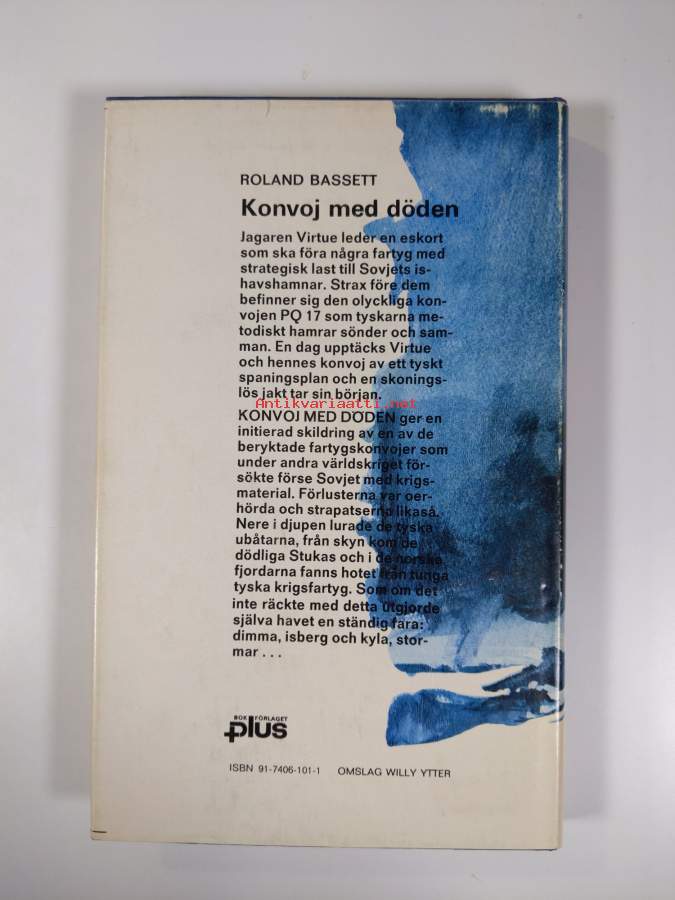 ROLAND BASSETT
Konvoj med döden
Jagaren Virtue leder en eskort
som ska föra några fartyg med
strategisk last till Sovjets is-
havshamnar. Strax före dem
befinner sig den olyckliga kon-
vojen PQ 17 som tyskarna me-
todiskt hamrar sönder och sam-
man. En dag upptäcks Virtue
och hennes konvoj av ett tyskt
spaningsplan och en skonings-
lös jakt tar sin början.
Antikvariaatti.net
KONVOJ MED DÖDEN ger en
initierad skildring av en av de
beryktade fartygskonvojer som
under andra världskriget för-
sökte förse Sovjet med krigs-
material. Förlusterna var oer-
hörda och strapatserna likaså.
Nere i djupen lurade de tyska
ubåtarna, från skyn kom de
dödliga Stukas och i de norska
fjordarna fanns hotet från tunga
tyska krigsfartyg. Som om det
inte räckte med detta utgjorde
själva havet en ständig fara:
dimma, isberg och kyla, stor-
mar . . .
BOK FÖRLAGET
plus
ISBN 91-7406-101-1 OMSLAG WILLY YTTER